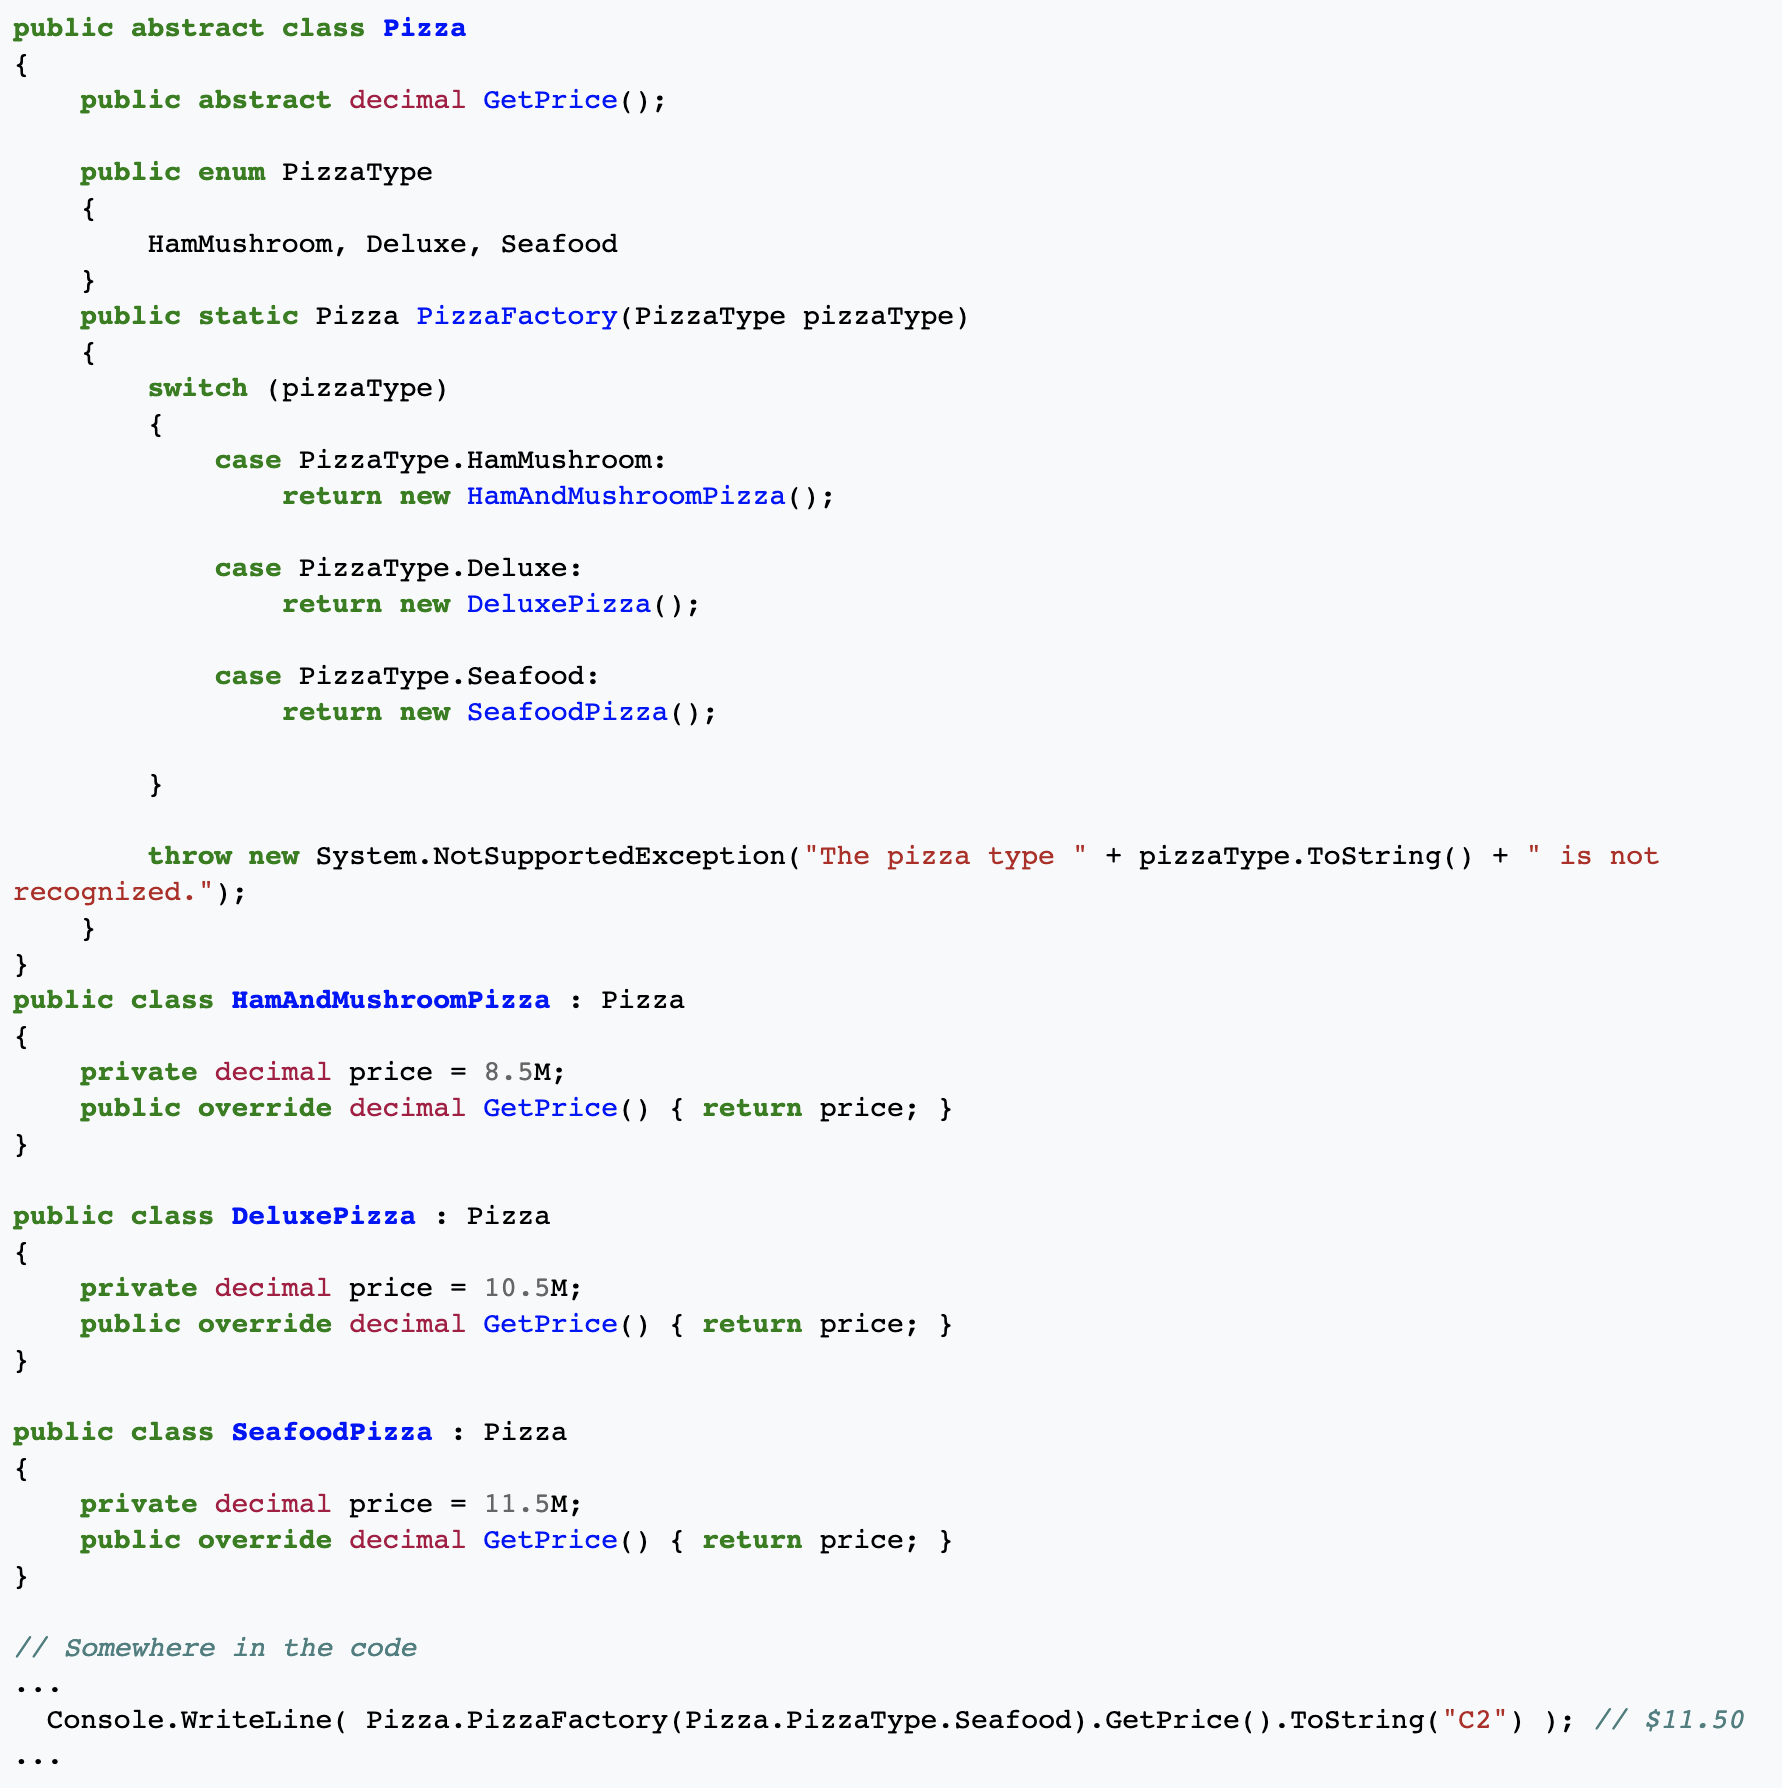 public abstract class Pizza
{
    public abstract decimal GetPrice();

    public enum PizzaType
    {
        HamMushroom, Deluxe, Seafood
    }
    public static Pizza PizzaFactory(PizzaType pizzaType)
    {
        switch (pizzaType)
        {
            case PizzaType.HamMushroom:
                return new HamAndMushroomPizza();

            case PizzaType.Deluxe:
                return new DeluxePizza();

            case PizzaType.Seafood:
                return new SeafoodPizza();

        }

        throw new System.NotSupportedException("The pizza type " + pizzaType.ToString() + " is not
recognized.");
    }
}
public class HamAndMushroomPizza : Pizza
{
    private decimal price = 8.5M;
    public override decimal GetPrice() { return price; }
}

public class DeluxePizza : Pizza
{
    private decimal price = 10.5M;
    public override decimal GetPrice() { return price; }
}

public class SeafoodPizza : Pizza
{
    private decimal price = 11.5M;
    public override decimal GetPrice() { return price; }
}

// Somewhere in the code
...
  Console.WriteLine( Pizza.PizzaFactory(Pizza.PizzaType.Seafood).GetPrice().ToString("C2") ); // $11.50
...